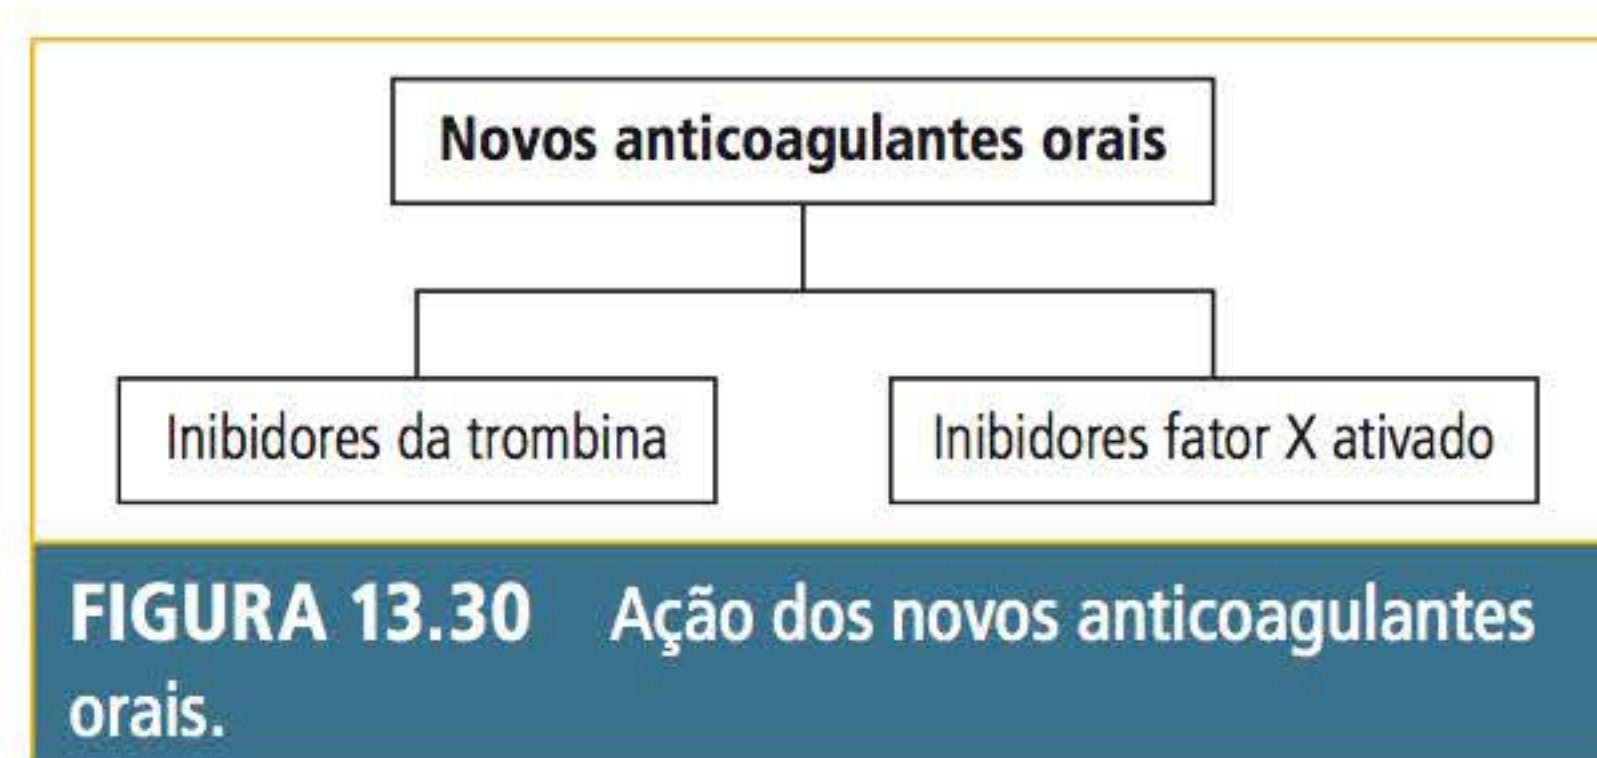 Novos anticoagulantes orais
Inibidores da trombina
Inibidores fator X ativado
FIGURA 13.30 Ação dos novos anticoagulantes
orais.